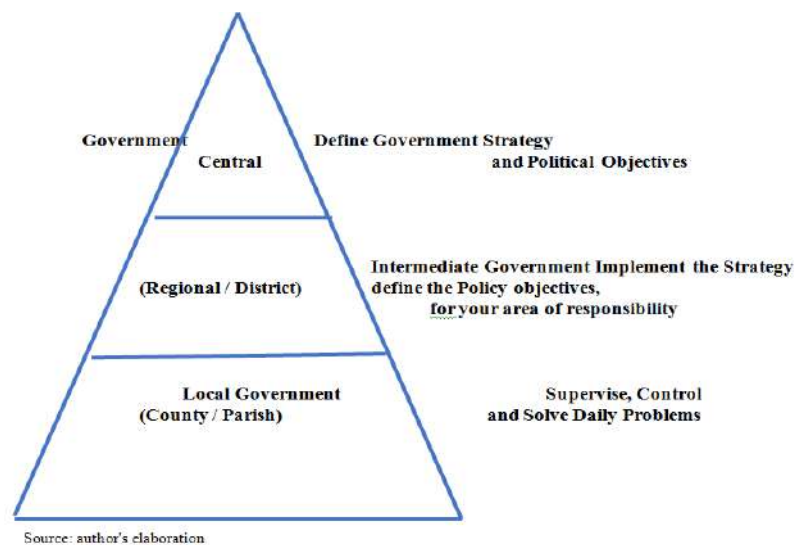 Government Define Government Strategy
Central and Political Objectives
Intermediate Government Implement the Strategy
(Regional / District) define the Policy objectives,
for your area of responsibility
Local Government Supervise, Control
(County / Parish) and Solve Daily Problems
Source: author's elaboration